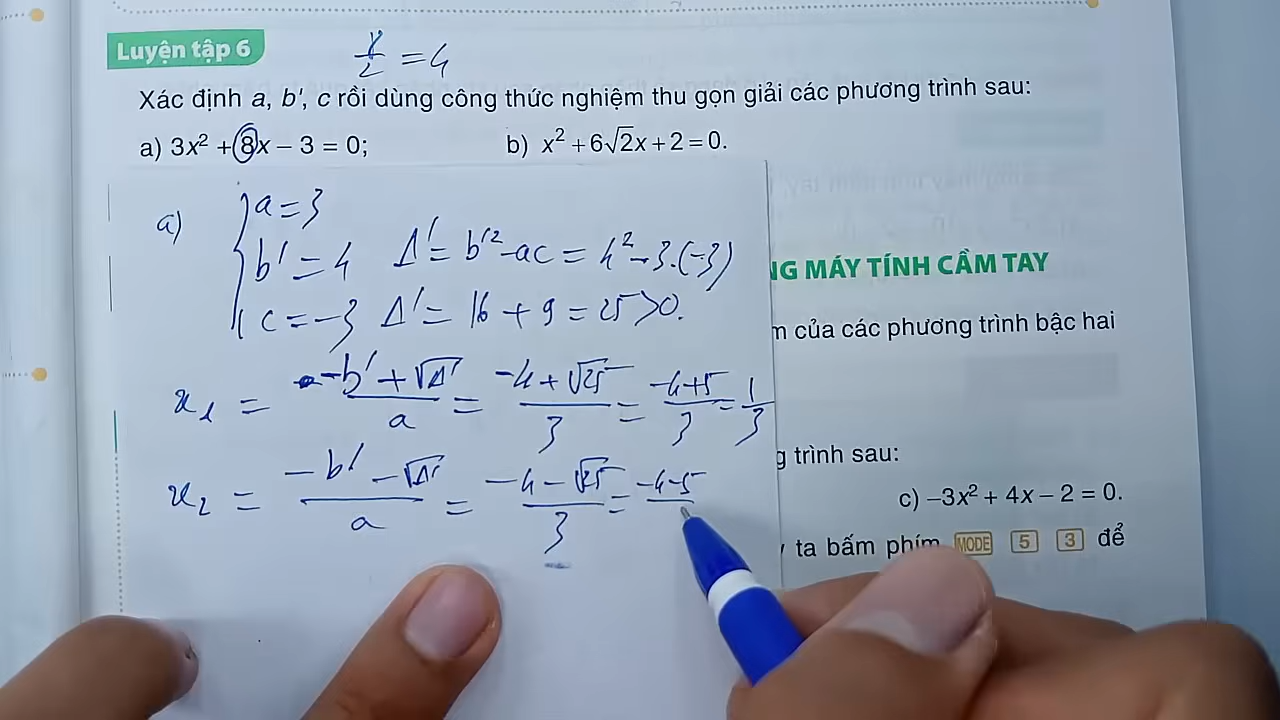 Luyện tập 6
8/2 = 4
Xác định a, b', c rồi dùng công thức nghiệm thu gọn giải các phương trình sau:
a) 3x² + 8x – 3 = 0; b) x² + 6√2x + 2 = 0.
a) a = 3
b' = 4 Δ' = b'² - ac = 4² - 3.(-3)
c = -3 Δ' = 16 + 9 = 25 > 0.
x₁ = -b' + √Δ' / a = -4 + √25 / 3 = -4+5 / 3 = 1/3
x₂ = -b' - √Δ' / a = -4 - √25 / 3 = -4-5
NG MÁY TÍNH CẦM TAY
của các phương trình bậc hai
trình sau:
c) –3x² + 4x – 2 = 0.
ta bấm phím MODE 5 3 để